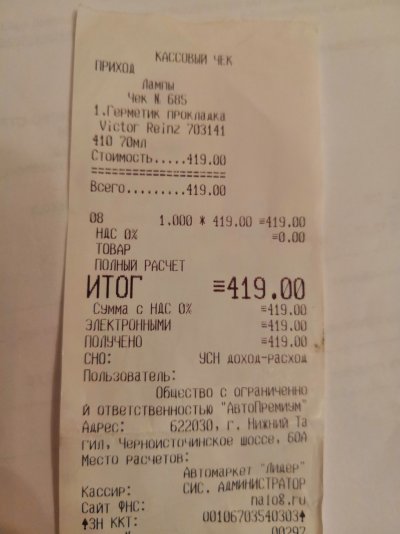 КАССОВЫЙ ЧЕК
ПРИХОД
Лампы
Чек № 685
1.Герметик прокладка
Victor Reinz 703141
410 70мл
Стоимость.....419.00
====================
Всего.........419.00
08 1.000 * 419.00 =419.00
НДС 0% =0.00
ТОВАР
ПОЛНЫЙ РАСЧЕТ
ИТОГ =419.00
Сумма с НДС 0% =419.00
ЭЛЕКТРОННЫМИ =419.00
ПОЛУЧЕНО =419.00
СНО: УСН доход-расход
Пользователь:
Общество с ограниченно
й ответственностью "АвтоПремиум"
Адрес: 622030, г. Нижний Та
гил, Черноисточинское шоссе, 60А
Место расчетов:
Автомаркет "Лидер"
Кассир: СИС. АДМИНИСТРАТОР
Сайт ФНС: nalog.ru
ЗН ККТ: 00106703540303